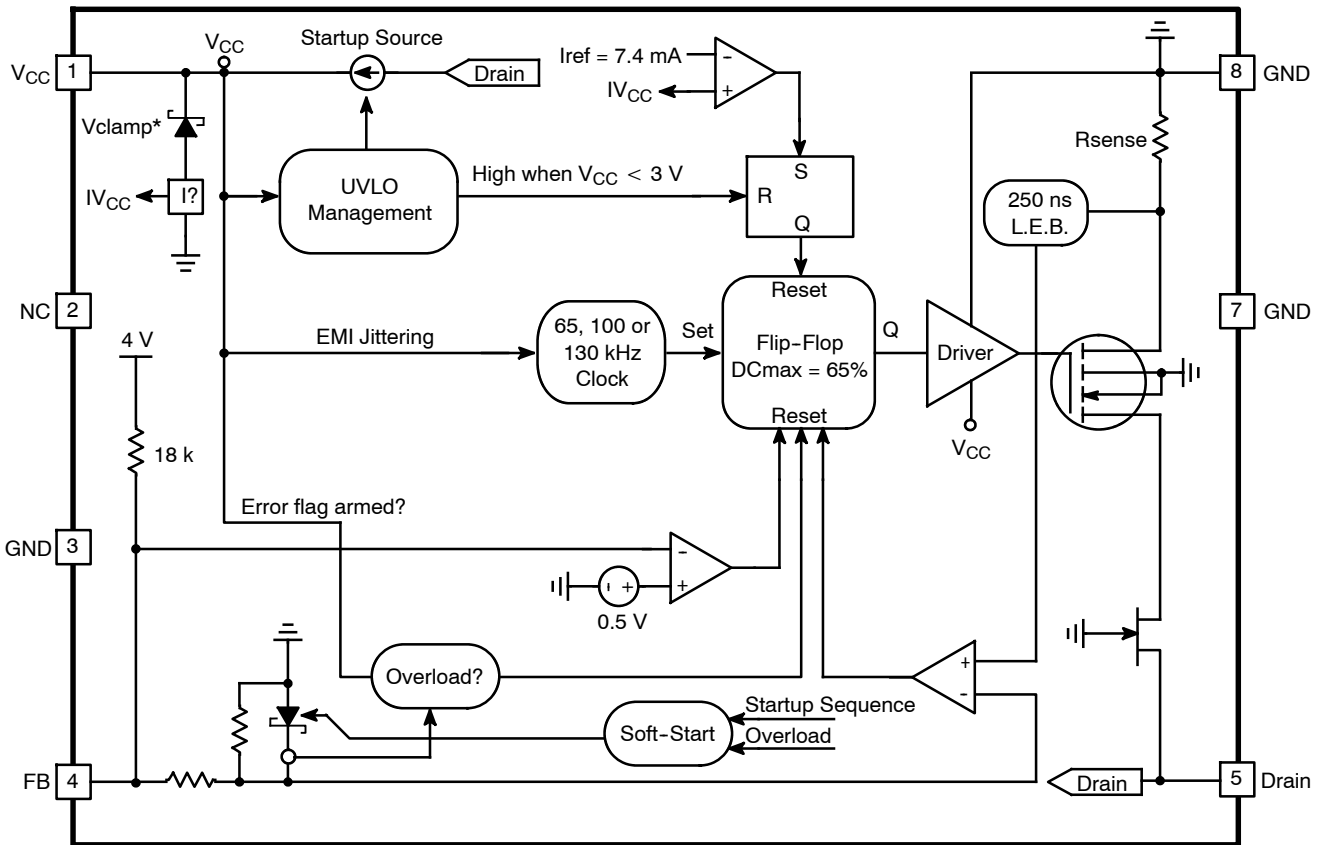 VCC
1
VCC
Startup Source
Drain
Iref = 7.4 mA
-
IVCC
+
8
GND
Vclamp*
Rsense
IVCC
I?
UVLO
Management
High when VCC < 3 V
S
R
Q
250 ns
L.E.B.
NC
2
Reset
7
GND
4 V
EMI Jittering
65, 100 or
130 kHz
Clock
Set
Flip-Flop
DCmax = 65%
Q
Driver
Reset
VCC
18 k
Error flag armed?
GND
3
-
+
- +
0.5 V
Overload?
+
-
Soft-Start
Startup Sequence
Overload
FB
4
Drain
5
Drain